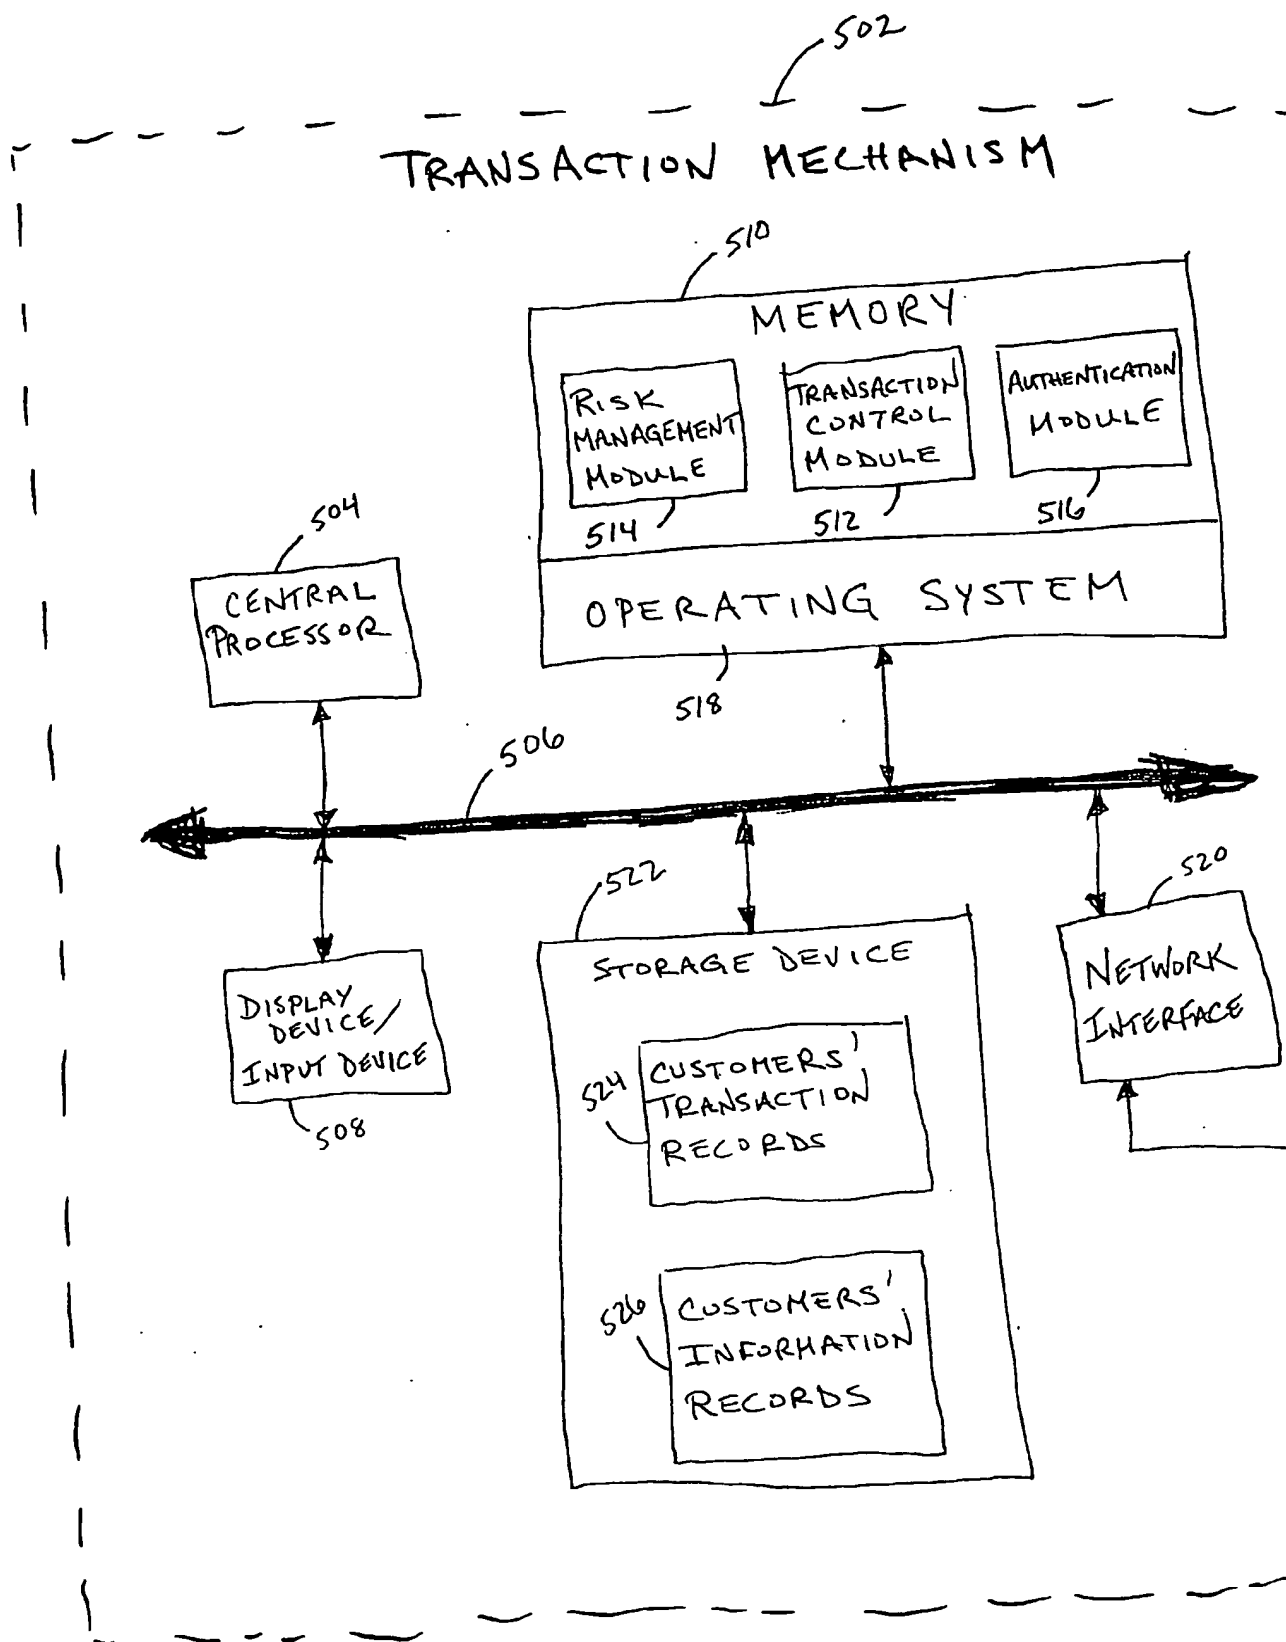 502
TRANSACTION MECHANISM
510
MEMORY
RISK
MANAGEMENT
MODULE
514
TRANSACTION
CONTROL
MODULE
512
AUTHENTICATION
MODULE
516
OPERATING SYSTEM
518
504
CENTRAL
PROCESSOR
506
DISPLAY
DEVICE/
INPUT DEVICE
508
522
STORAGE DEVICE
524
CUSTOMERS'
TRANSACTION
RECORDS
526
CUSTOMERS'
INFORMATION
RECORDS
520
NETWORK
INTERFACE